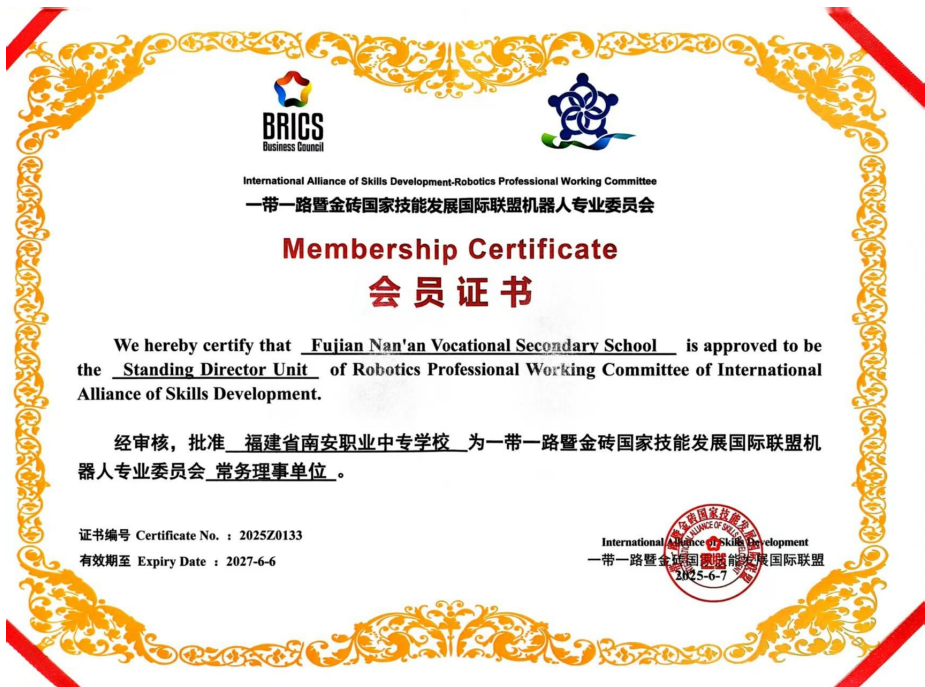 BRICS
Business Council
International Alliance of Skills Development-Robotics Professional Working Committee
一带一路暨金砖国家技能发展国际联盟机器人专业委员会
Membership Certificate
会员证书
We hereby certify that Fujian Nan'an Vocational Secondary School is approved to be
the Standing Director Unit of Robotics Professional Working Committee of International
Alliance of Skills Development.
经审核，批准 福建省南安职业中专学校 为一带一路暨金砖国家技能发展国际联盟机
器人专业委员会 常务理事单位 。
证书编号 Certificate No. ：2025Z0133
有效期至 Expiry Date ：2027-6-6
International Alliance of Skills Development
一带一路暨金砖国家技能发展国际联盟
2025-6-7